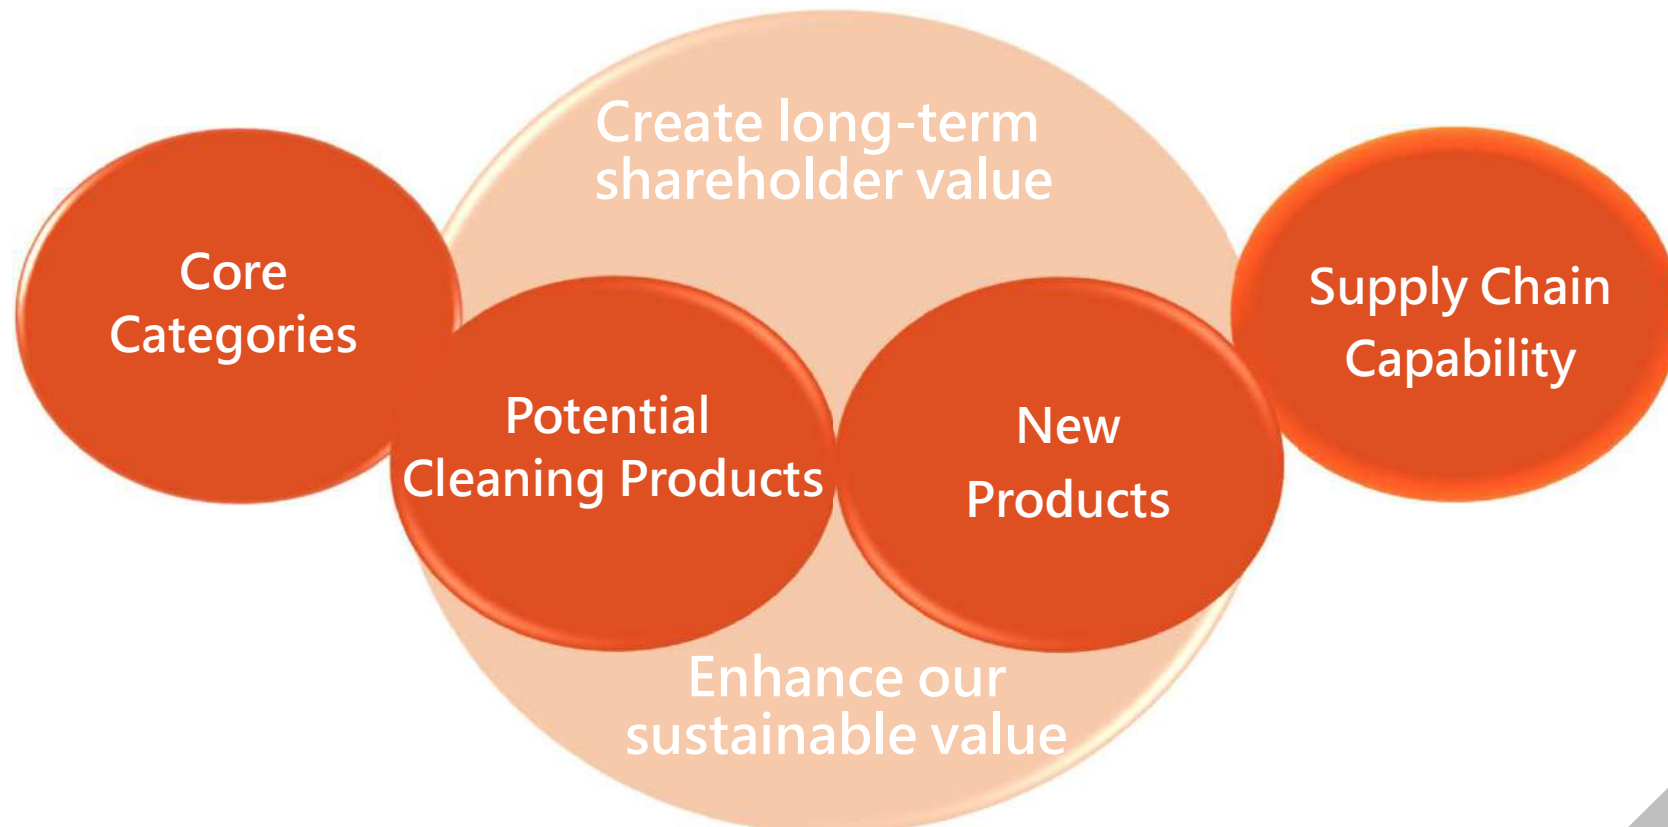 Create long-term
shareholder value
Core
Categories
Potential
Cleaning Products
New
Products
Supply Chain
Capability
Enhance our
sustainable value